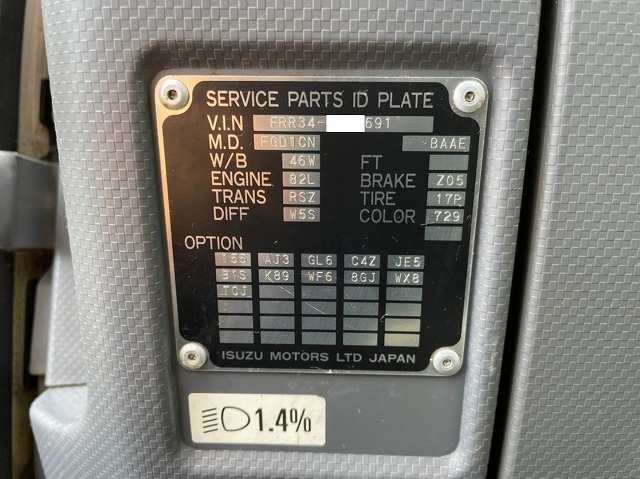 SERVICE PARTS ID PLATE
V.I.N FRR34- 691
M.D. FGD1CN BAAE
W/B 46W FT
ENGINE 82L BRAKE Z05
TRANS RSZ TIRE 17P
DIFF W5S COLOR 729
OPTION
155 AJ3 GL6 C4Z JE5
K89 WF6 8GJ WX8
ISUZU MOTORS LTD JAPAN
1.4%